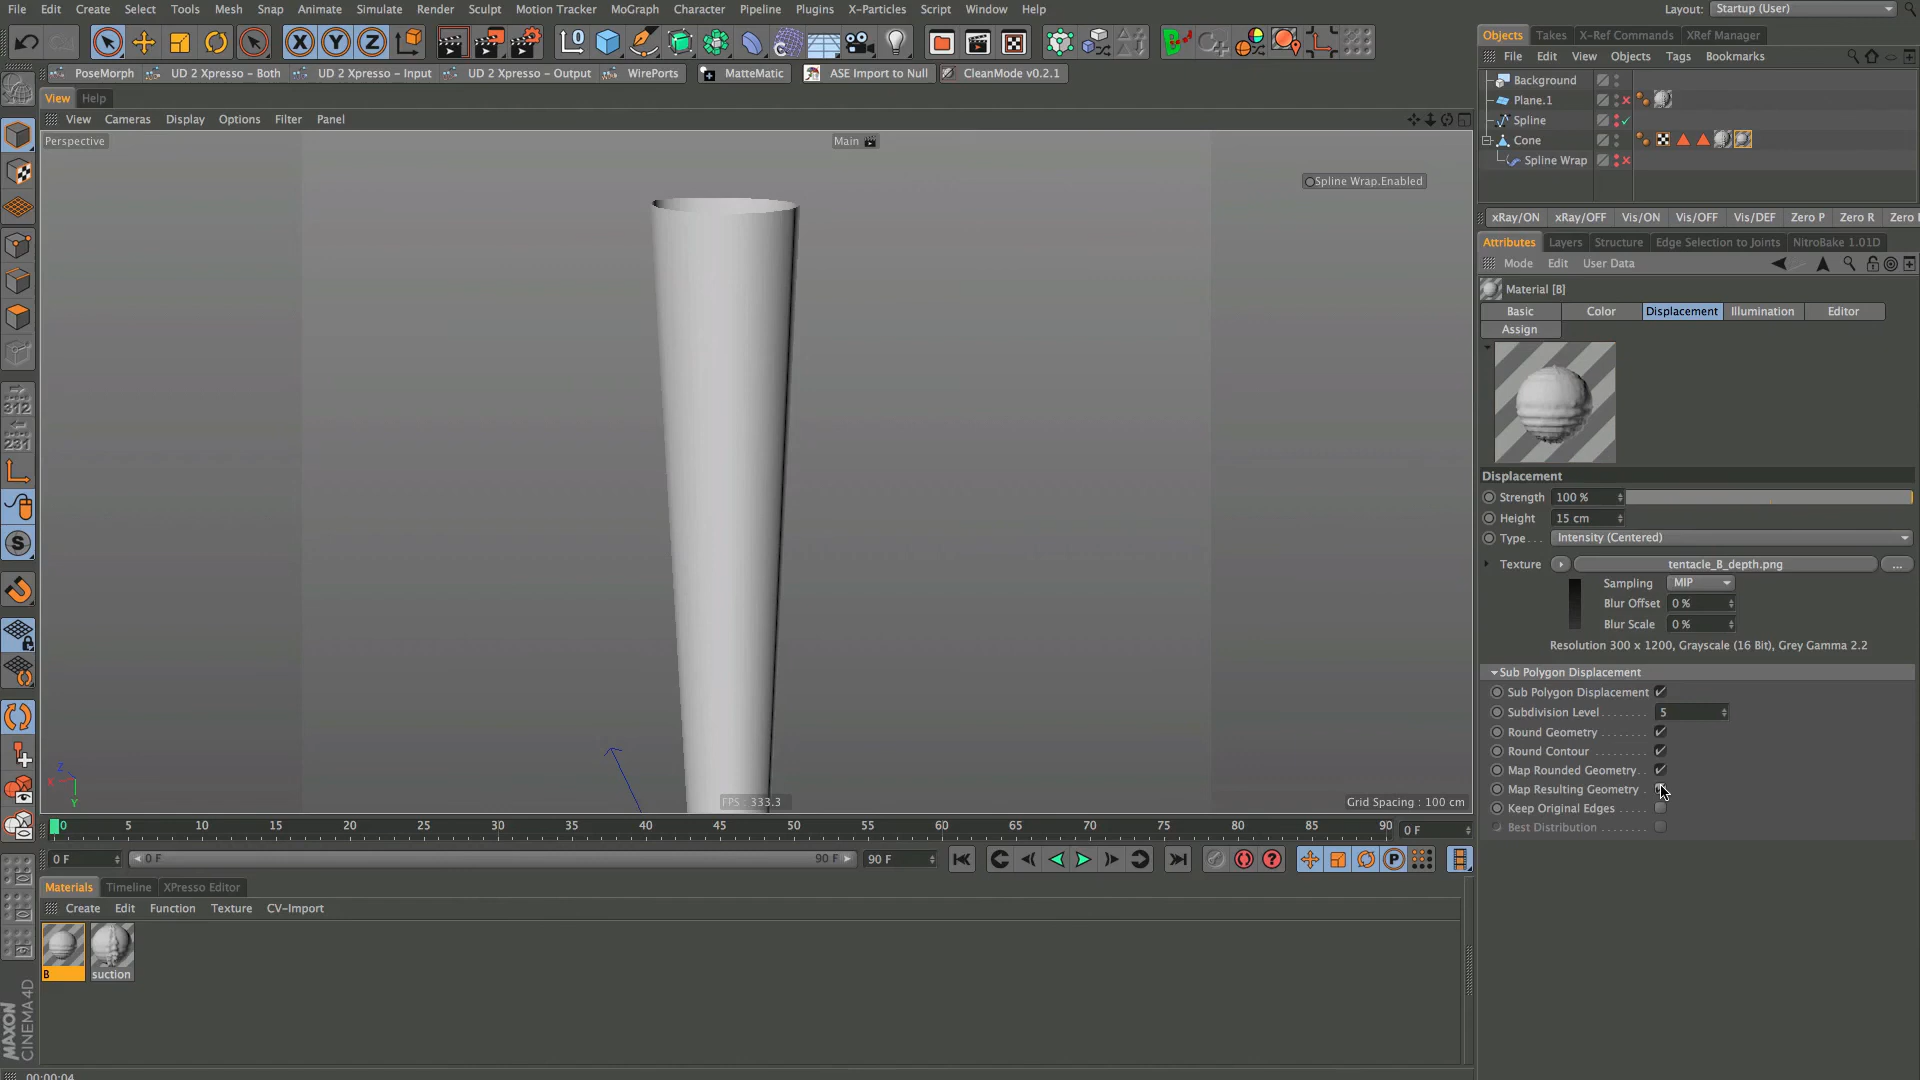 File Edit Create Select Tools Mesh Snap Animate Simulate Render Sculpt Motion Tracker MoGraph Character Pipeline Plugins X-Particles Script Window Help
Layout: Startup (User)
PoseMorph UD 2 Xpresso - Both UD 2 Xpresso - Input UD 2 Xpresso - Output WirePorts MatteMatic ASE Import to Null CleanMode v0.2.1
View Help
View Cameras Display Options Filter Panel
Perspective
Main
Spline Wrap.Enabled
FPS : 333.3
Grid Spacing : 100 cm
0 5 10 15 20 25 30 35 40 45 50 55 60 65 70 75 80 85 90 0 F
0 F 0 F 90 F 90 F
Materials Timeline XPresso Editor
Create Edit Function Texture CV-Import
B suction
MAXON
CINEMA 4D
00:00:04
Objects Takes X-Ref Commands XRef Manager
File Edit View Objects Tags Bookmarks
Background
Plane.1
Spline
Cone
Spline Wrap
xRay/ON xRay/OFF Vis/ON Vis/OFF Vis/DEF Zero P Zero R Zero
Attributes Layers Structure Edge Selection to Joints NitroBake 1.01D
Mode Edit User Data
Material [B]
Basic Color Displacement Illumination Editor
Assign
Displacement
Strength 100 %
Height 15 cm
Type . . . Intensity (Centered)
Texture tentacle_B_depth.png ...
Sampling MIP
Blur Offset 0 %
Blur Scale 0 %
Resolution 300 x 1200, Grayscale (16 Bit), Grey Gamma 2.2
Sub Polygon Displacement
Sub Polygon Displacement
Subdivision Level . . . . . . . 5
Round Geometry . . . . . . . .
Round Contour . . . . . . . . .
Map Rounded Geometry . .
Map Resulting Geometry .
Keep Original Edges . . . . .
Best Distribution . . . . . . . .